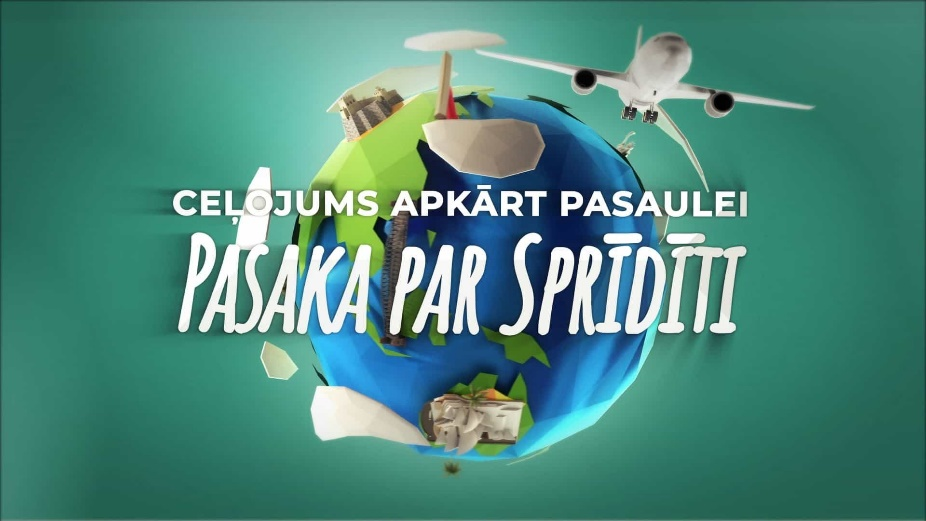 CEĻOJUMS APKĀRT PASAULEI
PASAKA PAR SPRĪDĪTI